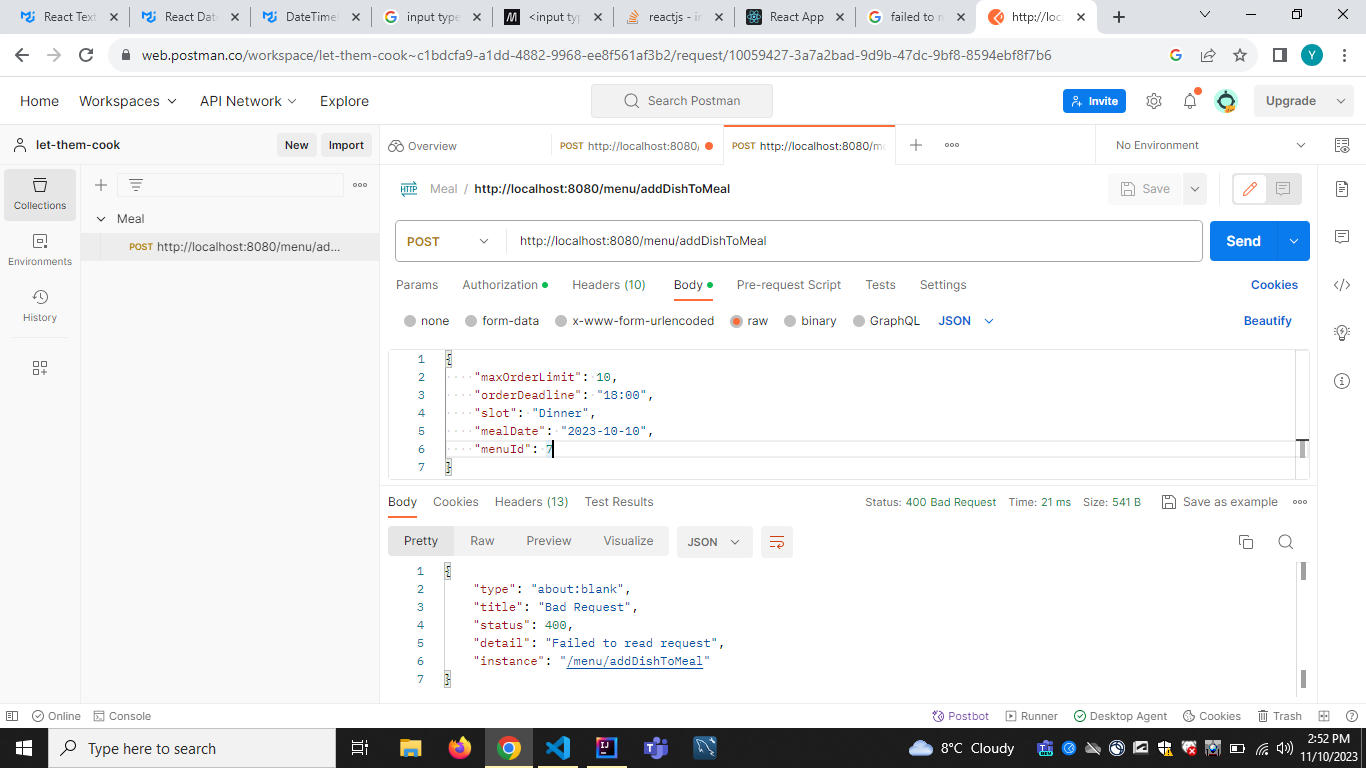 React Text
React Dat
DateTimeF
input type
<input typ
reactjs - in
React App
failed to n
http://loca
web.postman.co/workspace/let-them-cook~c1bdcfa9-a1dd-4882-9968-ee8f561af3b2/request/10059427-3a7a2bad-9d9b-47dc-9bf8-8594ebf8f7b6
Y
Home
Workspaces
API Network
Explore
Search Postman
Invite
Upgrade
let-them-cook
New
Import
Overview
POST http://localhost:8080/
POST http://localhost:8080/me
No Environment
Collections
Environments
History
Meal
POST http://localhost:8080/menu/ad...
HTTP
Meal / http://localhost:8080/menu/addDishToMeal
Save
POST
http://localhost:8080/menu/addDishToMeal
Send
Params
Authorization
Headers (10)
Body
Pre-request Script
Tests
Settings
Cookies
none
form-data
x-www-form-urlencoded
raw
binary
GraphQL
JSON
Beautify
1 {
2 "maxOrderLimit": 10,
3 "orderDeadline": "18:00",
4 "slot": "Dinner",
5 "mealDate": "2023-10-10",
6 "menuId": 7
7 }
Body
Cookies
Headers (13)
Test Results
Status: 400 Bad Request
Time: 21 ms
Size: 541 B
Save as example
Pretty
Raw
Preview
Visualize
JSON
1 {
2 "type": "about:blank",
3 "title": "Bad Request",
4 "status": 400,
5 "detail": "Failed to read request",
6 "instance": "/menu/addDishToMeal"
7 }
Online
Console
Postbot
Runner
Desktop Agent
Cookies
Trash
Type here to search
8°C Cloudy
2:52 PM
11/10/2023